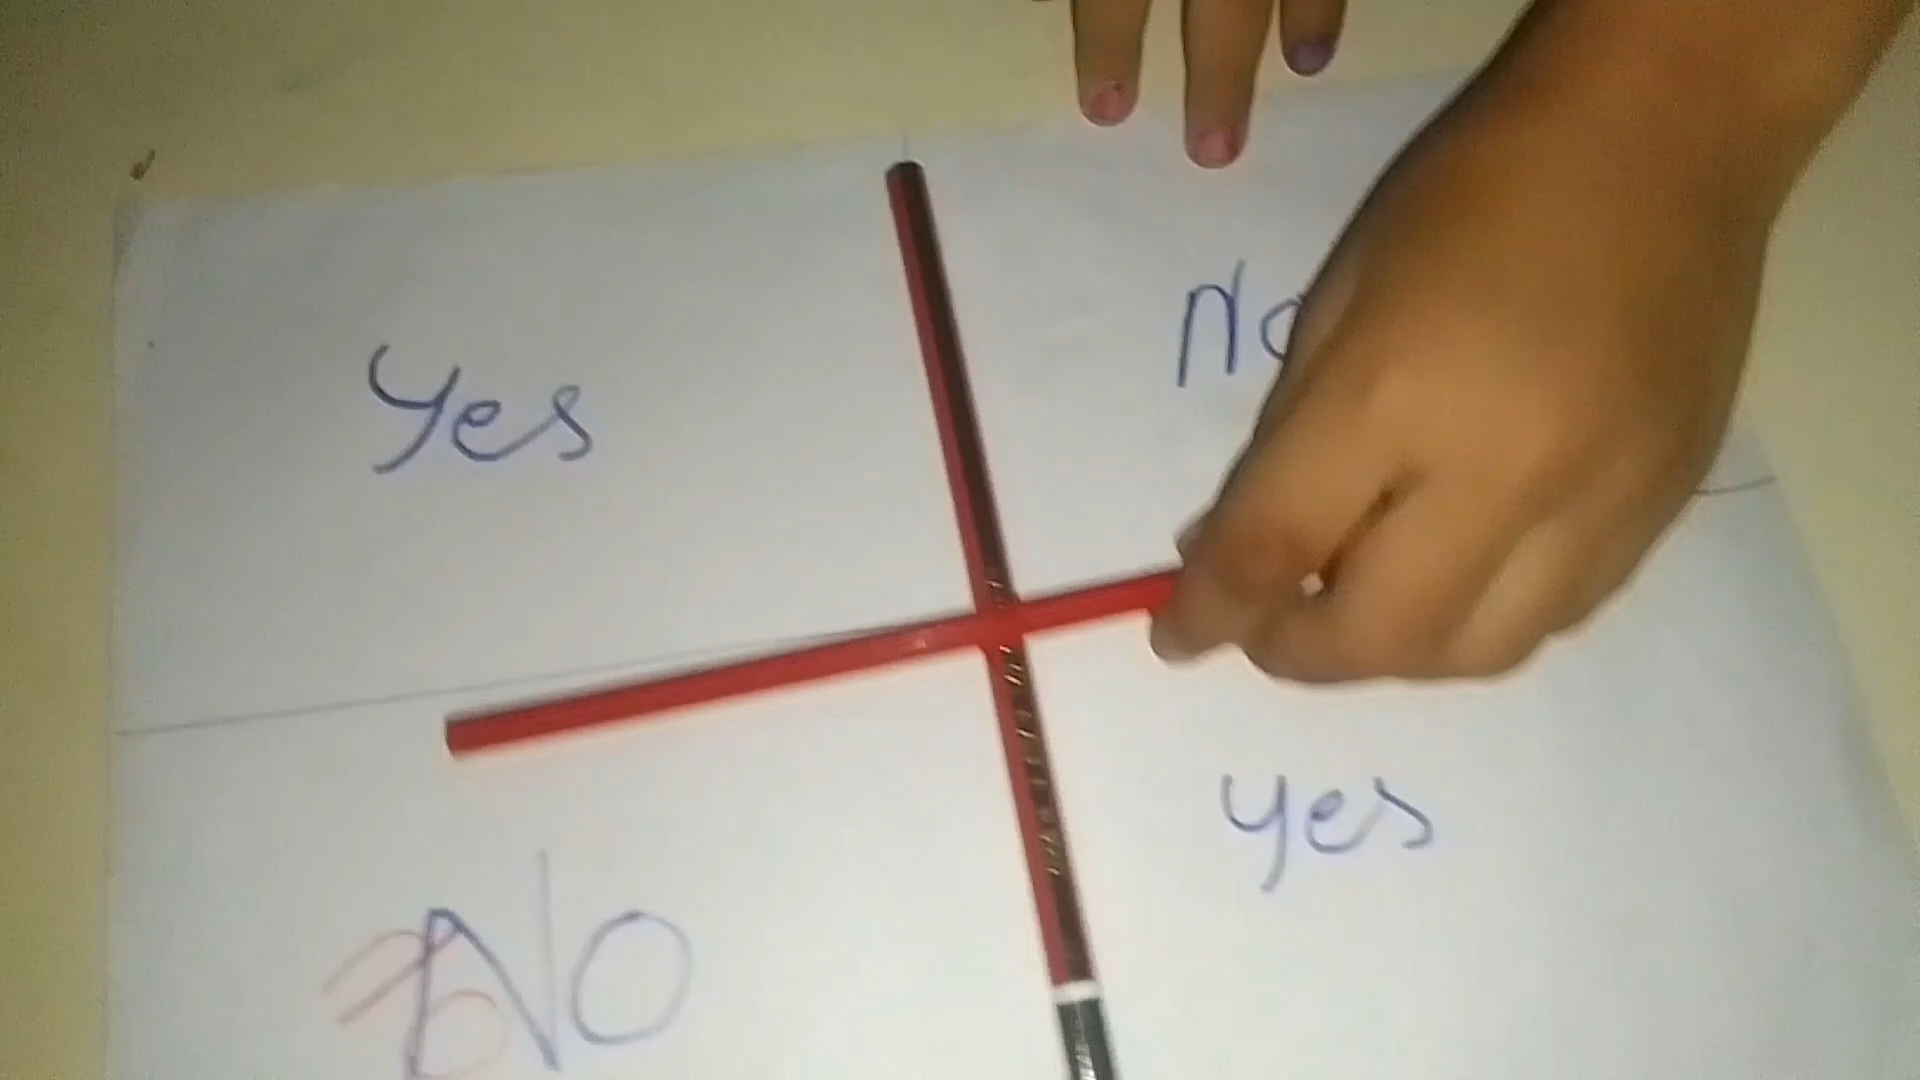 Yes
No
yes
NO